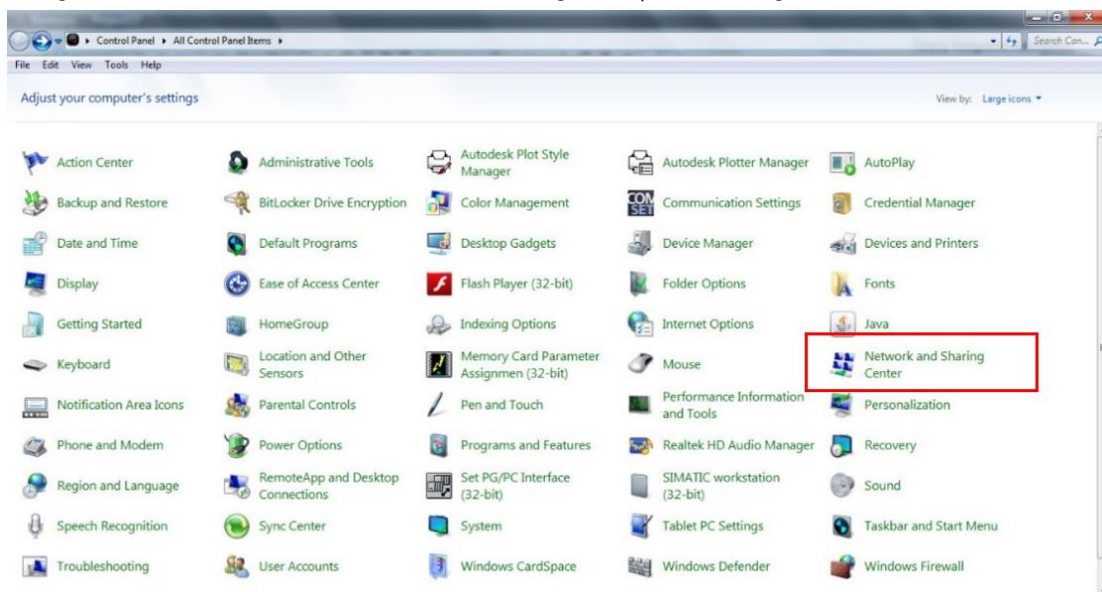 Control Panel ▸ All Control Panel Items ▸
Search Con...
File Edit View Tools Help
Adjust your computer's settings
View by: Large icons
Action Center
Administrative Tools
Autodesk Plot Style
Manager
Autodesk Plotter Manager
AutoPlay
Backup and Restore
BitLocker Drive Encryption
Color Management
COM
SET
Communication Settings
Credential Manager
Date and Time
Default Programs
Desktop Gadgets
Device Manager
Devices and Printers
Display
Ease of Access Center
Flash Player (32-bit)
Folder Options
Fonts
Getting Started
HomeGroup
Indexing Options
Internet Options
Java
Keyboard
Location and Other
Sensors
Memory Card Parameter
Assignmen (32-bit)
Mouse
Network and Sharing
Center
Notification Area Icons
Parental Controls
Pen and Touch
Performance Information
and Tools
Personalization
Phone and Modem
Power Options
Programs and Features
Realtek HD Audio Manager
Recovery
Region and Language
RemoteApp and Desktop
Connections
Set PG/PC Interface
(32-bit)
SIMATIC workstation
(32-bit)
Sound
Speech Recognition
Sync Center
System
Tablet PC Settings
Taskbar and Start Menu
Troubleshooting
User Accounts
Windows CardSpace
Windows Defender
Windows Firewall